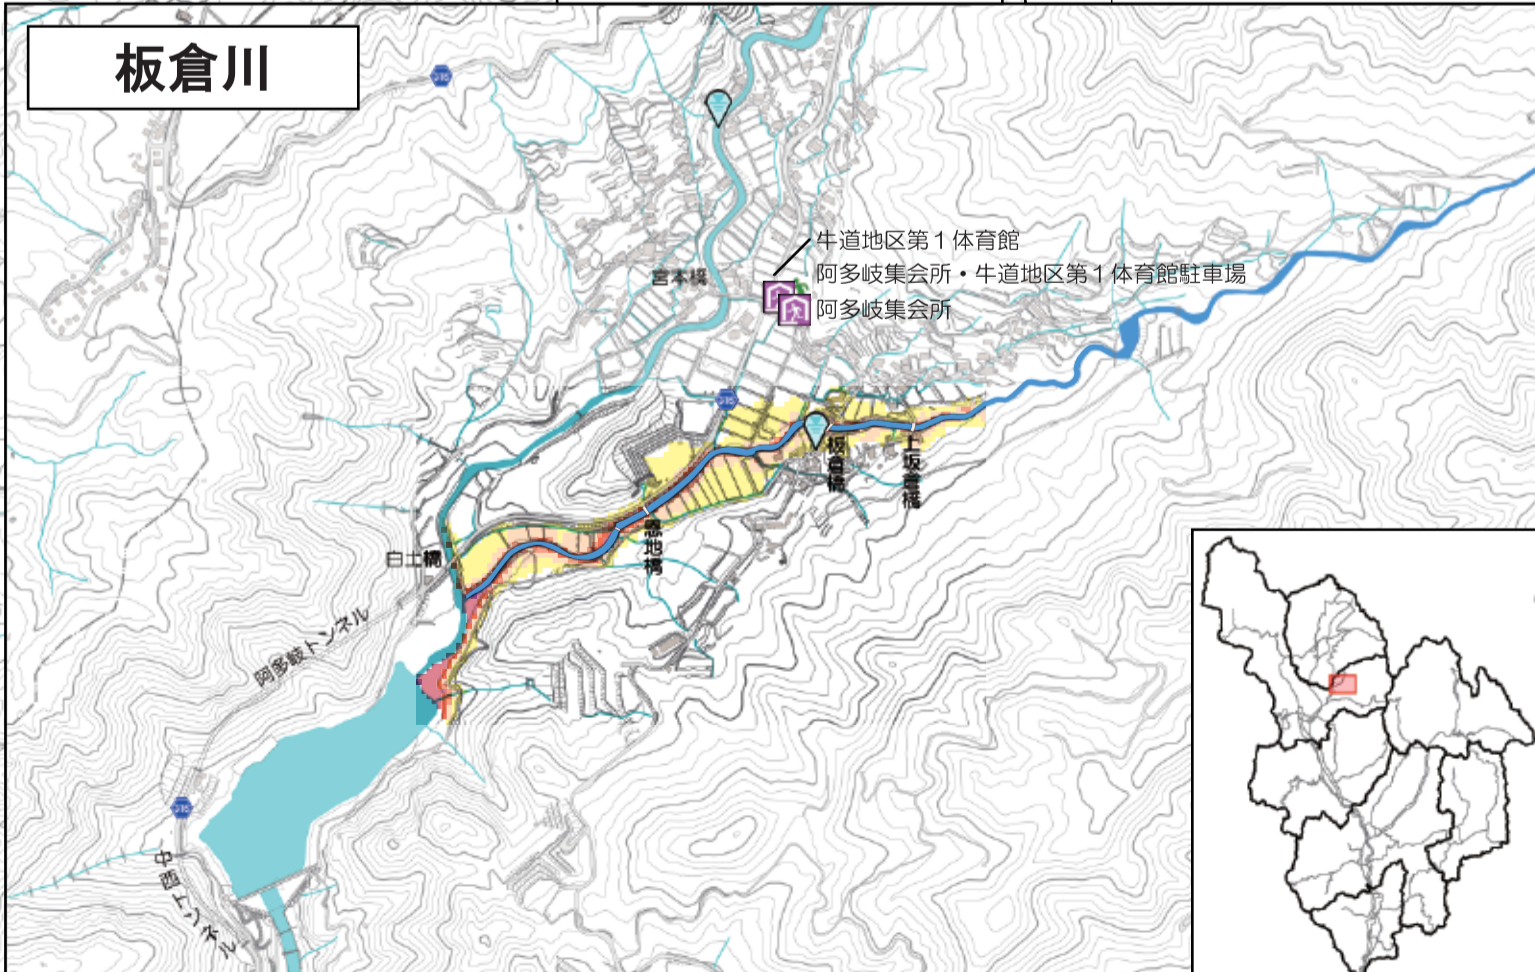 板倉川
牛道地区第１体育館
阿多岐集会所・牛道地区第１体育館駐車場
阿多岐集会所
宮本橋
板倉橋
上坂倉橋
恩地橋
白土橋
阿多岐トンネル
中西トンネル